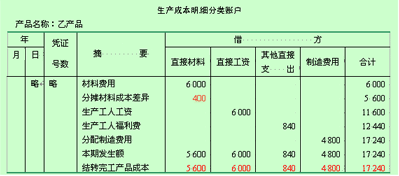 生产成本明细分类账户
产品名称：乙产品
年 凭证 摘 要 借 方
月 日 号数 直接材料 直接工资 其他直接支 出 制造费用 合计
略 略 材料费用 6 000 6 000
分摊材料成本差异 400 5 600
生产工人工资 6 000 11 600
生产工人福利费 840 12 440
分配制造费用 4 800 17 240
本期发生额 5 600 6 000 840 4 800 17 240
结转完工产品成本 5 600 6 000 840 4 800 17 240